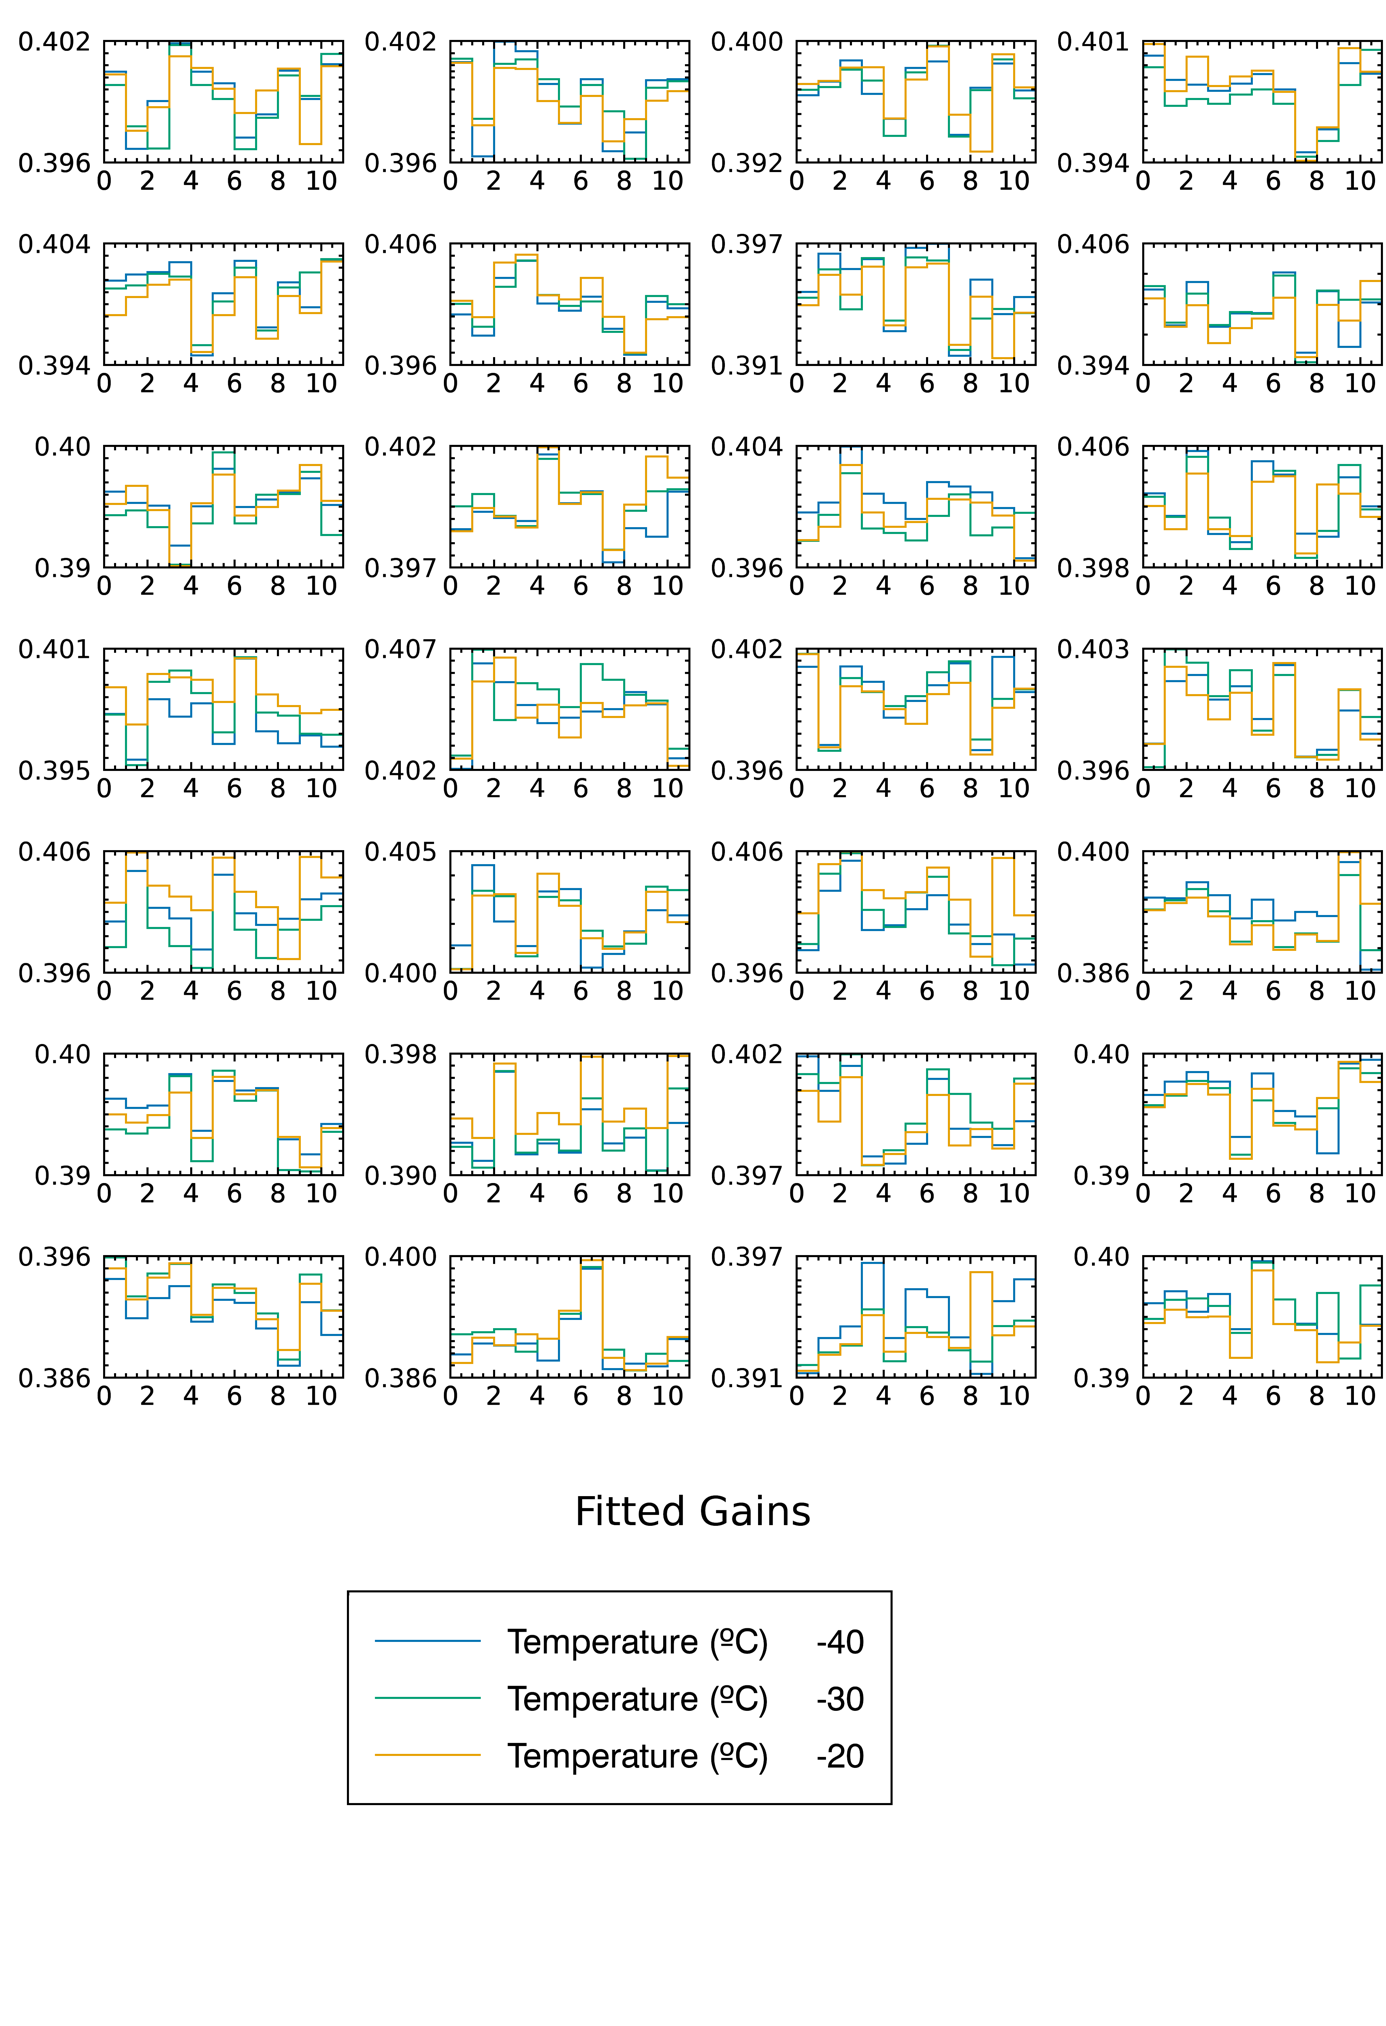 0.402 0.402 0.400 0.401
0.396 0.396 0.392 0.394
0 2 4 6 8 10 0 2 4 6 8 10 0 2 4 6 8 10 0 2 4 6 8 10
0.404 0.406 0.397 0.406
0.394 0.396 0.391 0.394
0 2 4 6 8 10 0 2 4 6 8 10 0 2 4 6 8 10 0 2 4 6 8 10
0.40 0.402 0.404 0.406
0.39 0.397 0.396 0.398
0 2 4 6 8 10 0 2 4 6 8 10 0 2 4 6 8 10 0 2 4 6 8 10
0.401 0.407 0.402 0.403
0.395 0.402 0.396 0.396
0 2 4 6 8 10 0 2 4 6 8 10 0 2 4 6 8 10 0 2 4 6 8 10
0.406 0.405 0.406 0.400
0.396 0.400 0.396 0.386
0 2 4 6 8 10 0 2 4 6 8 10 0 2 4 6 8 10 0 2 4 6 8 10
0.40 0.398 0.402 0.40
0.39 0.390 0.397 0.39
0 2 4 6 8 10 0 2 4 6 8 10 0 2 4 6 8 10 0 2 4 6 8 10
0.396 0.400 0.397 0.40
0.386 0.386 0.391 0.39
0 2 4 6 8 10 0 2 4 6 8 10 0 2 4 6 8 10 0 2 4 6 8 10
Fitted Gains
Temperature (ºC) -40
Temperature (ºC) -30
Temperature (ºC) -20